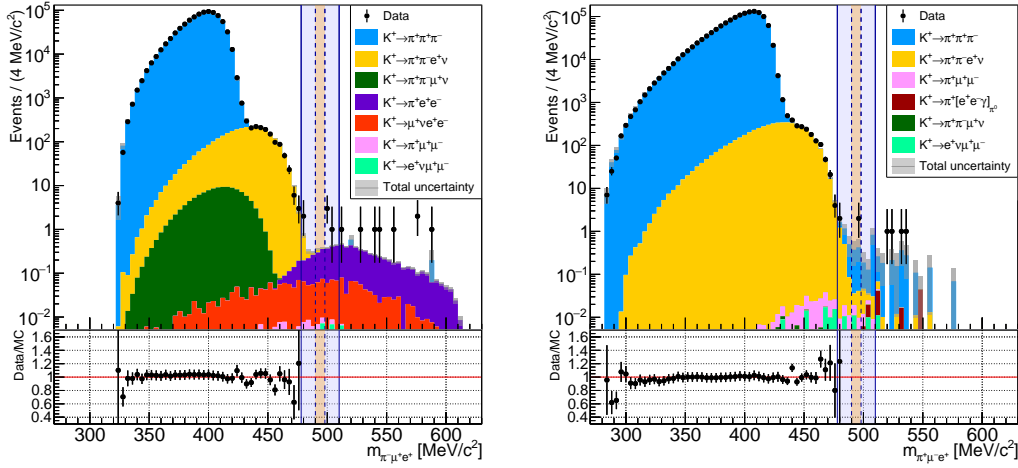 Events / (4 MeV/c²)
10⁵
10⁴
10³
10²
10
1
10⁻¹
10⁻²
Data
K⁺→π⁺π⁺π⁻
K⁺→π⁺π⁻e⁺ν
K⁺→π⁺π⁻μ⁺ν
K⁺→π⁺e⁺e⁻
K⁺→μ⁺νe⁺e⁻
K⁺→π⁺μ⁺μ⁻
K⁺→e⁺νμ⁺μ⁻
Total uncertainty
Data/MC
1.6
1.4
1.2
1
0.8
0.6
0.4
300 350 400 450 500 550 600
m_π⁻μ⁺e⁺ [MeV/c²]
Events / (4 MeV/c²)
10⁵
10⁴
10³
10²
10
1
10⁻¹
10⁻²
Data
K⁺→π⁺π⁺π⁻
K⁺→π⁺π⁻e⁺ν
K⁺→π⁺μ⁺μ⁻
K⁺→π⁺[e⁺e⁻γ]_π⁰
K⁺→π⁺π⁻μ⁺ν
K⁺→e⁺νμ⁺μ⁻
Total uncertainty
Data/MC
1.6
1.4
1.2
1
0.8
0.6
0.4
300 350 400 450 500 550 600
m_π⁺μ⁻e⁺ [MeV/c²]